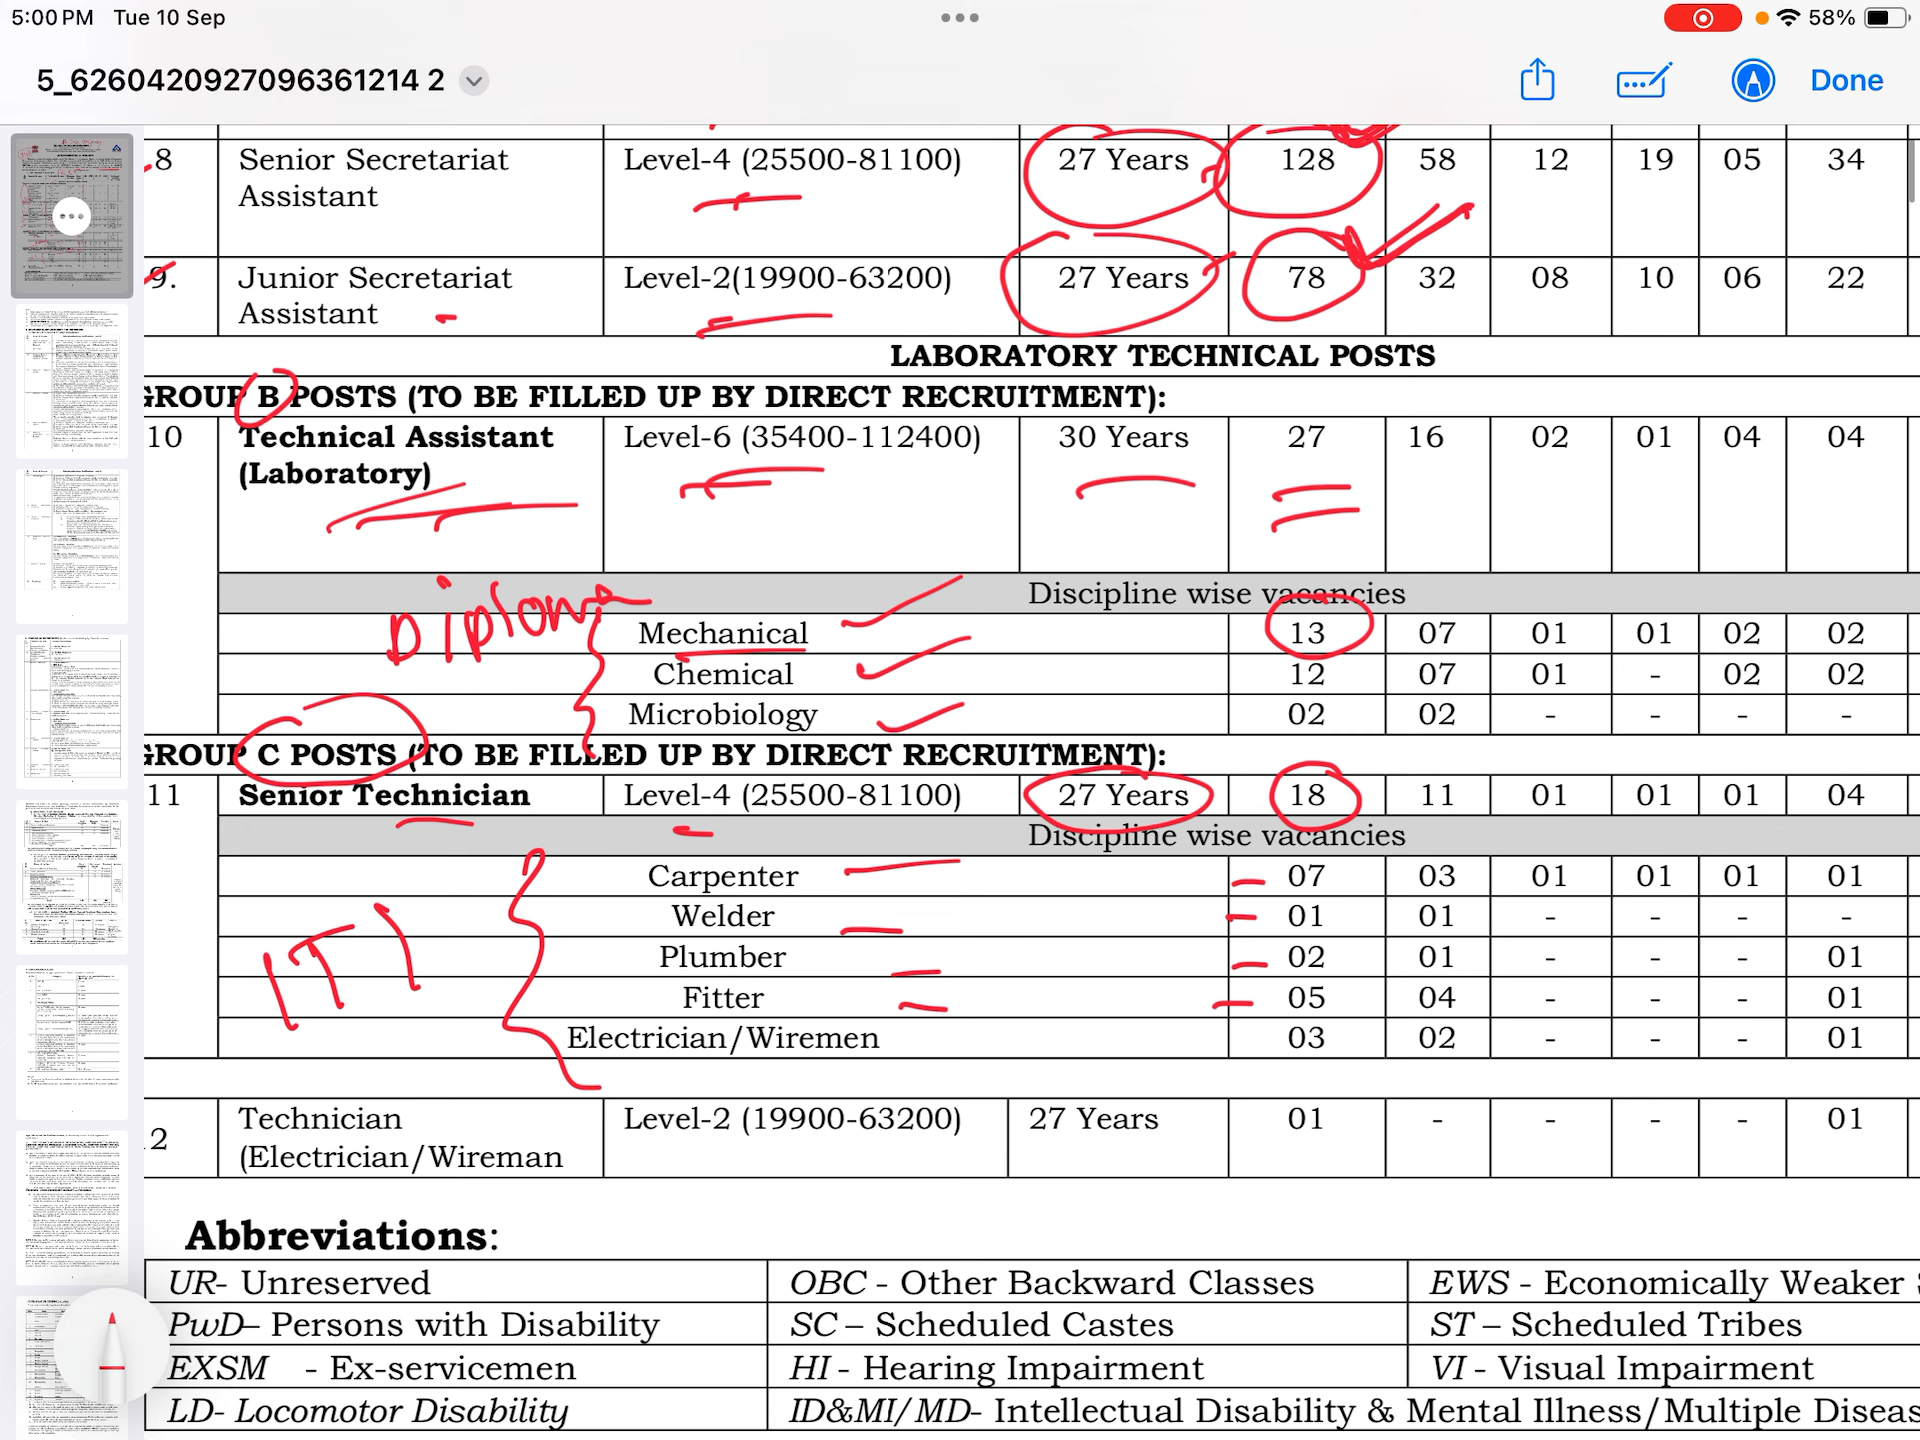 5:00 PM Tue 10 Sep
58%
5_6260420927096361214 2
Done
8 Senior Secretariat Assistant Level-4 (25500-81100) 27 Years 128 58 12 19 05 34
9. Junior Secretariat Assistant Level-2(19900-63200) 27 Years 78 32 08 10 06 22
LABORATORY TECHNICAL POSTS
GROUP B POSTS (TO BE FILLED UP BY DIRECT RECRUITMENT):
10 Technical Assistant (Laboratory) Level-6 (35400-112400) 30 Years 27 16 02 01 04 04
Discipline wise vacancies
Diploma
Mechanical 13 07 01 01 02 02
Chemical 12 07 01 - 02 02
Microbiology 02 02 - - - -
GROUP C POSTS (TO BE FILLED UP BY DIRECT RECRUITMENT):
11 Senior Technician Level-4 (25500-81100) 27 Years 18 11 01 01 01 04
Discipline wise vacancies
Carpenter 07 03 01 01 01 01
Welder 01 01 - - - -
ITI
Plumber 02 01 - - - 01
Fitter 05 04 - - - 01
Electrician/Wiremen 03 02 - - - 01
2 Technician (Electrician/Wireman Level-2 (19900-63200) 27 Years 01 - - - - 01
Abbreviations:
UR- Unreserved OBC - Other Backward Classes EWS - Economically Weaker
PwD– Persons with Disability SC – Scheduled Castes ST – Scheduled Tribes
EXSM - Ex-servicemen HI - Hearing Impairment VI - Visual Impairment
LD- Locomotor Disability ID&MI/MD- Intellectual Disability & Mental Illness/Multiple Diseas